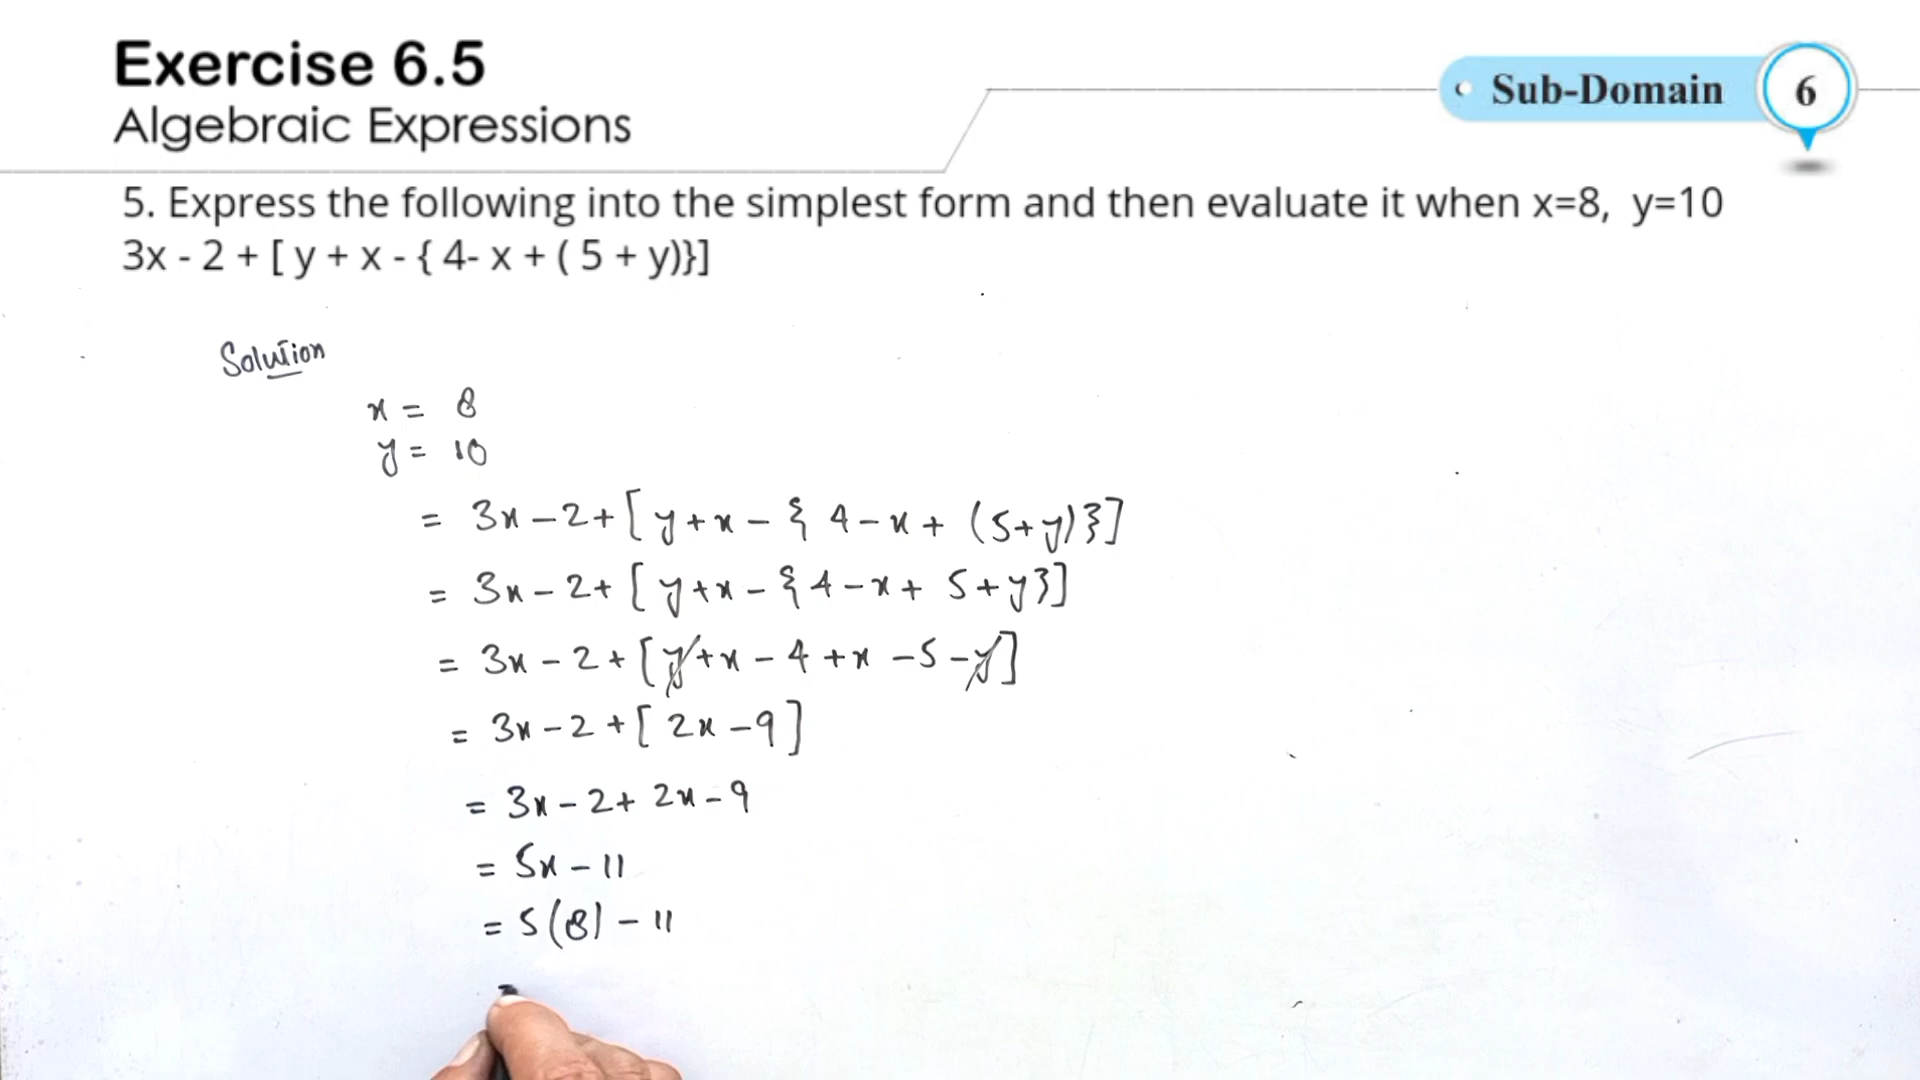 Exercise 6.5
Algebraic Expressions
Sub-Domain 6
5. Express the following into the simplest form and then evaluate it when x=8, y=10
3x - 2 + [ y + x - { 4- x + ( 5 + y)}]
Solution
x = 8
y = 10
= 3x - 2 + [ y + x - { 4 - x + (5 + y) } ]
= 3x - 2 + [ y + x - { 4 - x + 5 + y } ]
= 3x - 2 + [ y + x - 4 + x - 5 - y ]
= 3x - 2 + [ 2x - 9 ]
= 3x - 2 + 2x - 9
= 5x - 11
= 5(8) - 11